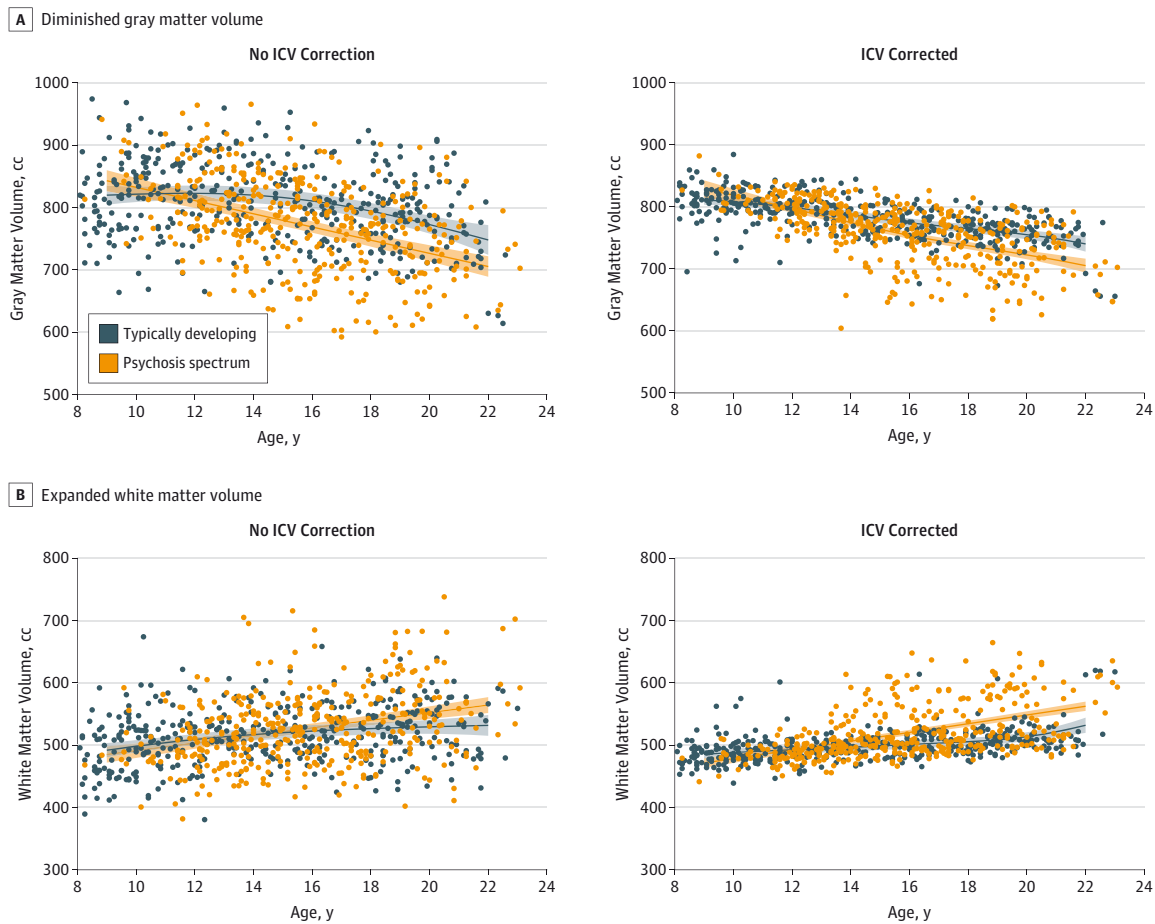 A Diminished gray matter volume
No ICV Correction
1000
900
800
700
600
500
Gray Matter Volume, cc
Typically developing
Psychosis spectrum
8 10 12 14 16 18 20 22 24
Age, y
ICV Corrected
1000
900
800
700
600
500
Gray Matter Volume, cc
8 10 12 14 16 18 20 22 24
Age, y
B Expanded white matter volume
No ICV Correction
800
700
600
500
400
300
White Matter Volume, cc
8 10 12 14 16 18 20 22 24
Age, y
ICV Corrected
800
700
600
500
400
300
White Matter Volume, cc
8 10 12 14 16 18 20 22 24
Age, y